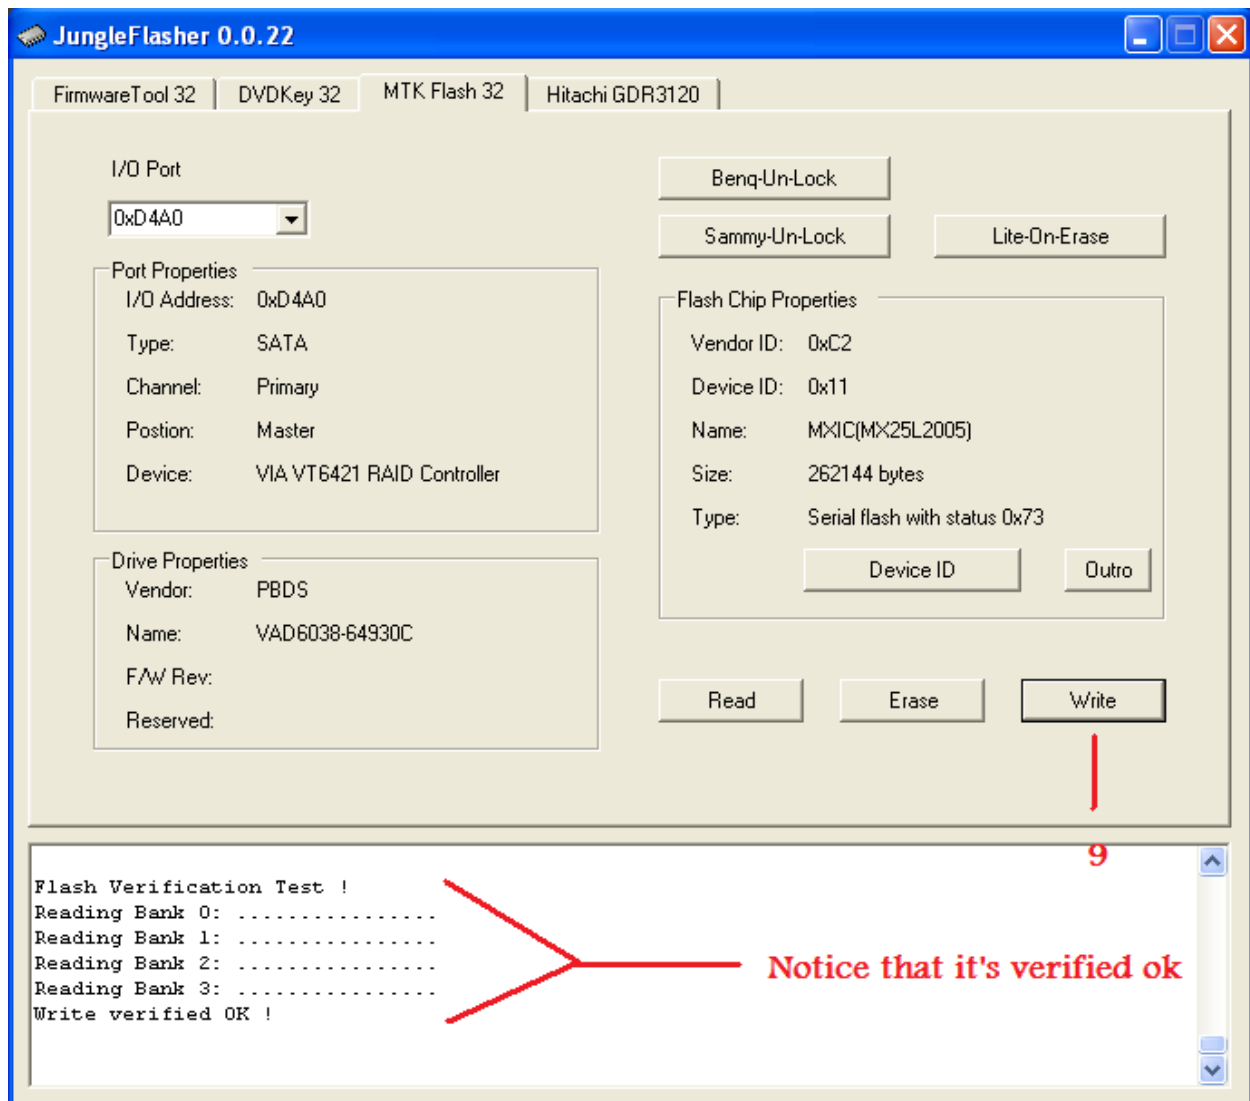 JungleFlasher 0.0.22
FirmwareTool 32
DVDKey 32
MTK Flash 32
Hitachi GDR3120
I/O Port
0xD4A0
Port Properties
I/O Address: 0xD4A0
Type: SATA
Channel: Primary
Postion: Master
Device: VIA VT6421 RAID Controller
Drive Properties
Vendor: PBDS
Name: VAD6038-64930C
F/W Rev:
Reserved:
Benq-Un-Lock
Sammy-Un-Lock
Lite-On-Erase
Flash Chip Properties
Vendor ID: 0xC2
Device ID: 0x11
Name: MXIC(MX25L2005)
Size: 262144 bytes
Type: Serial flash with status 0x73
Device ID
Outro
Read
Erase
Write
9
Flash Verification Test !
Reading Bank 0: ................
Reading Bank 1: ................
Reading Bank 2: ................
Reading Bank 3: ................
Write verified OK !
Notice that it's verified ok